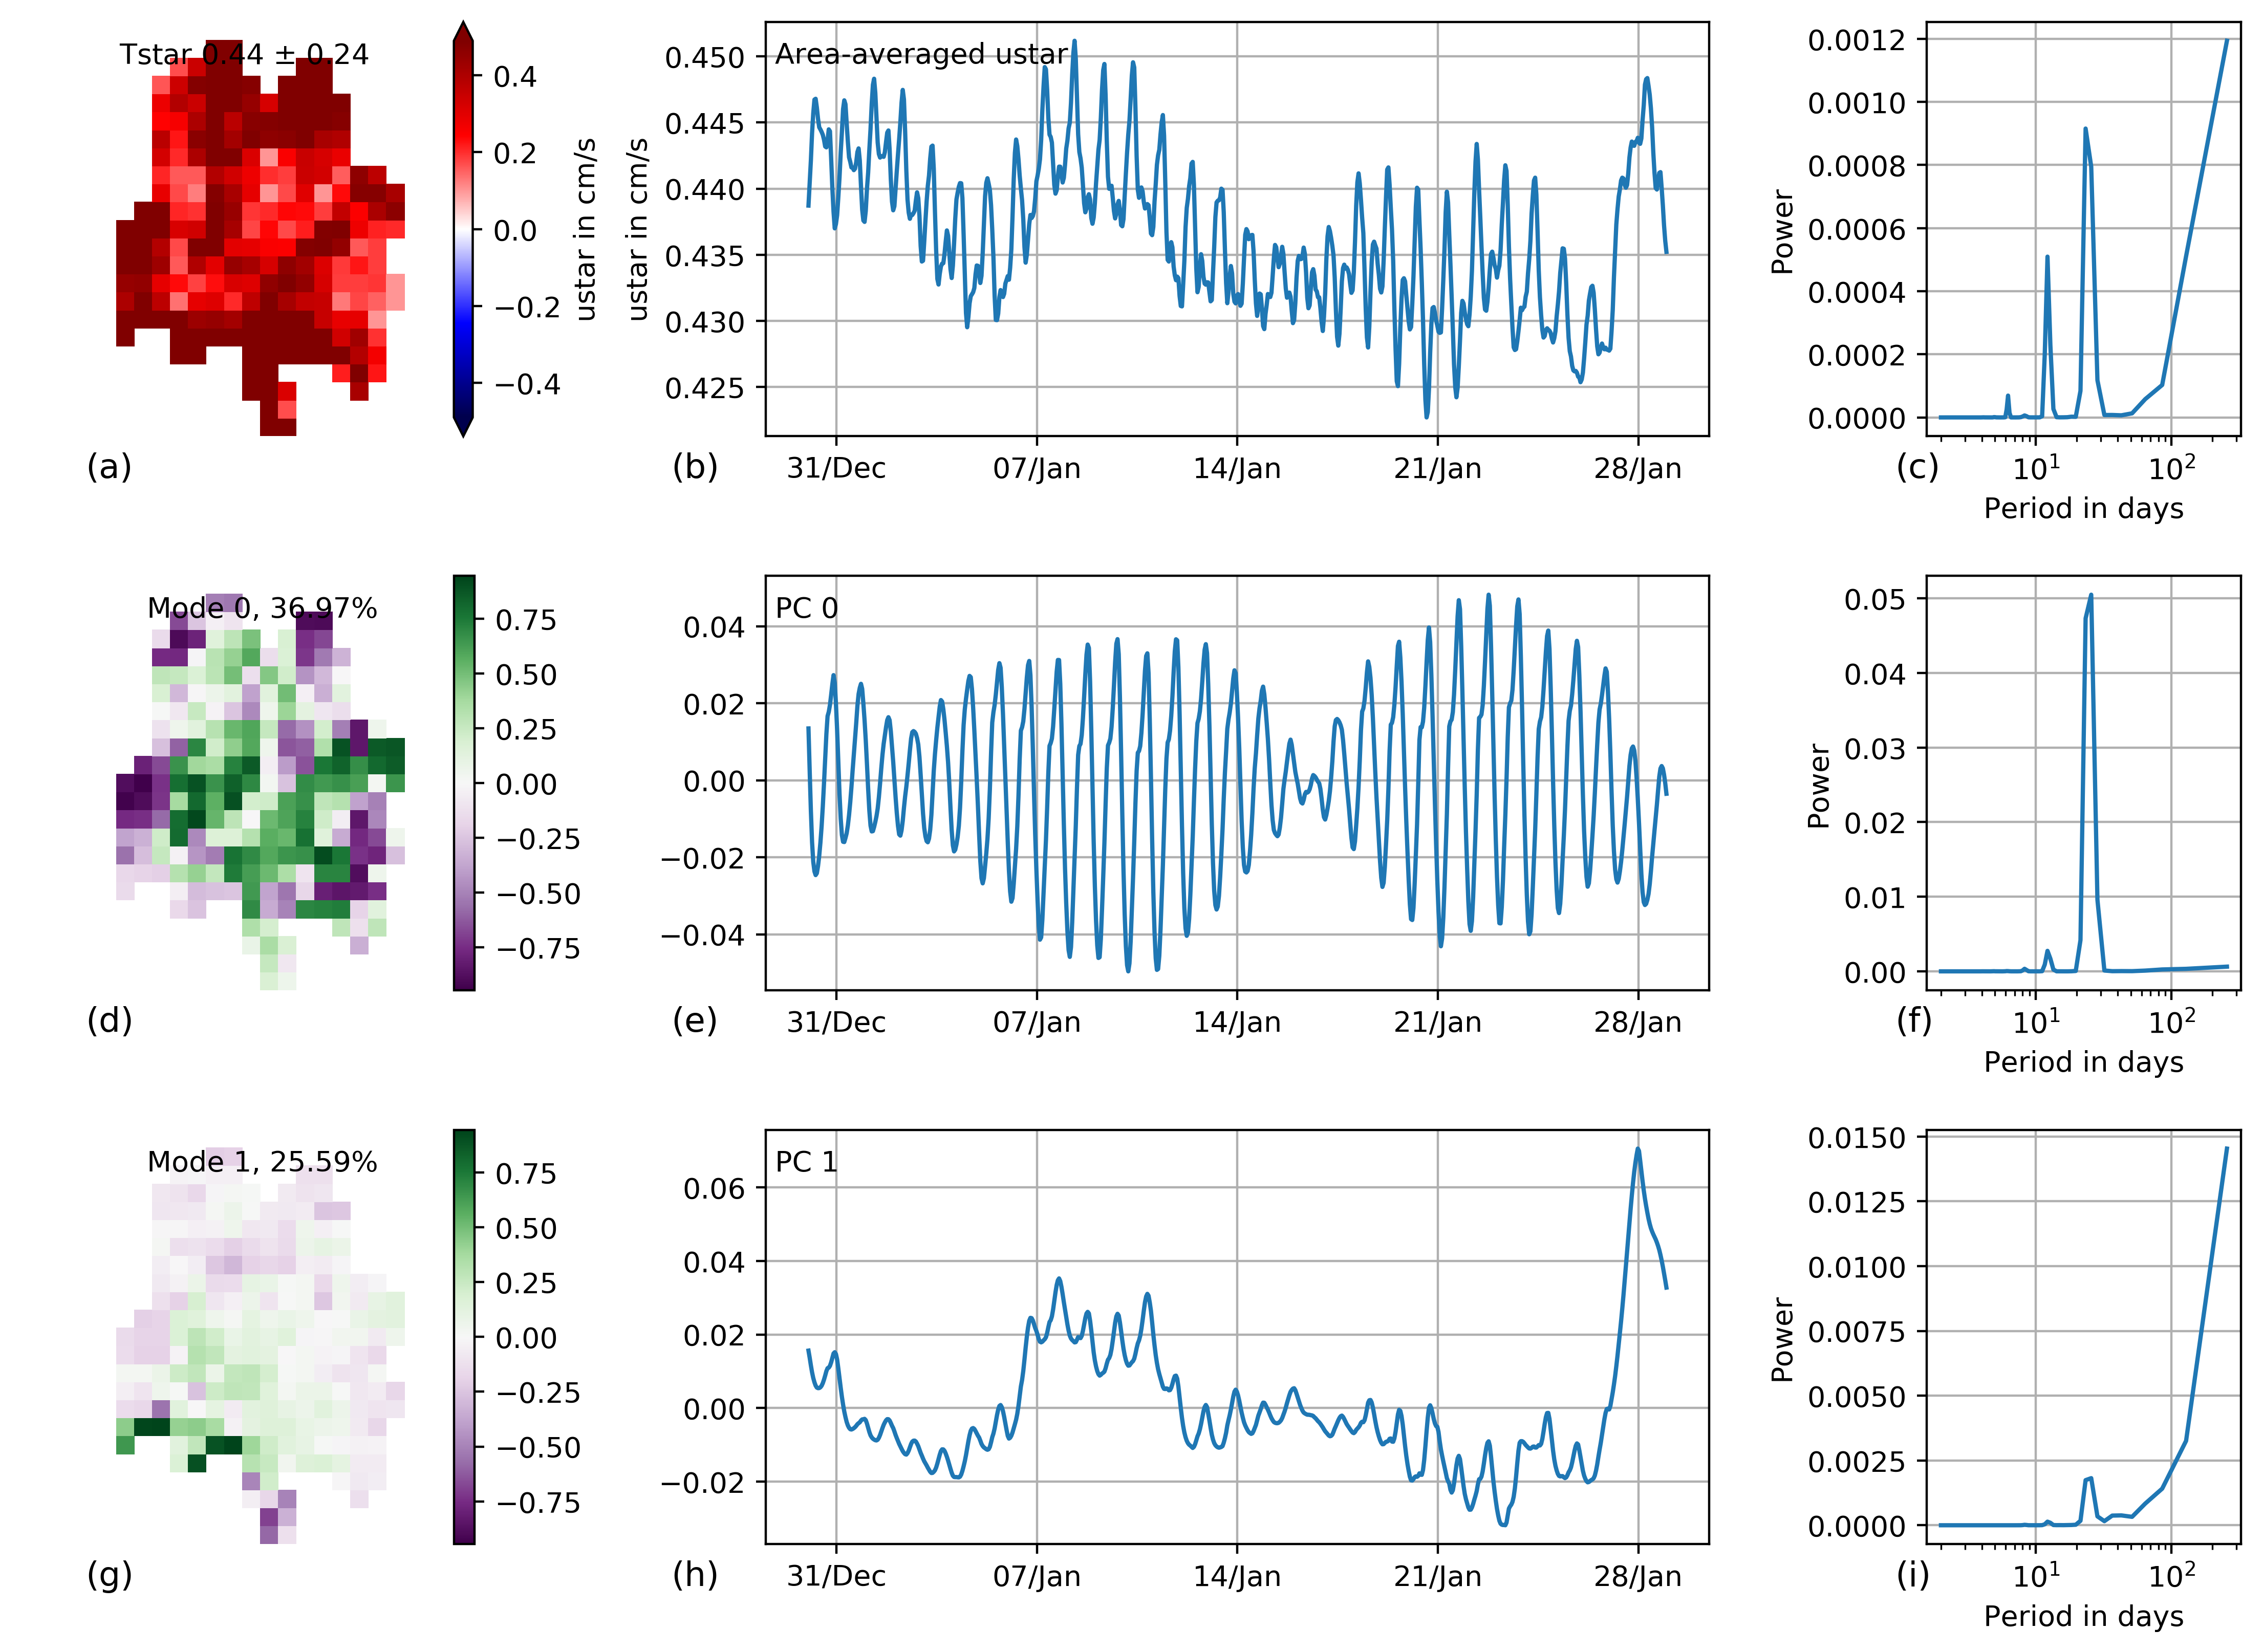 Tstar 0.44 ± 0.24
0.4
0.2
0.0
−0.2
−0.4
ustar in cm/s
(a)
Area-averaged ustar
ustar in cm/s
0.450
0.445
0.440
0.435
0.430
0.425
31/Dec 07/Jan 14/Jan 21/Jan 28/Jan
(b)
Power
0.0012
0.0010
0.0008
0.0006
0.0004
0.0002
0.0000
10¹ 10²
Period in days
(c)
Mode 0, 36.97%
0.75
0.50
0.25
0.00
−0.25
−0.50
−0.75
(d)
PC 0
0.04
0.02
0.00
−0.02
−0.04
31/Dec 07/Jan 14/Jan 21/Jan 28/Jan
(e)
Power
0.05
0.04
0.03
0.02
0.01
0.00
10¹ 10²
Period in days
(f)
Mode 1, 25.59%
0.75
0.50
0.25
0.00
−0.25
−0.50
−0.75
(g)
PC 1
0.06
0.04
0.02
0.00
−0.02
31/Dec 07/Jan 14/Jan 21/Jan 28/Jan
(h)
Power
0.0150
0.0125
0.0100
0.0075
0.0050
0.0025
0.0000
10¹ 10²
Period in days
(i)